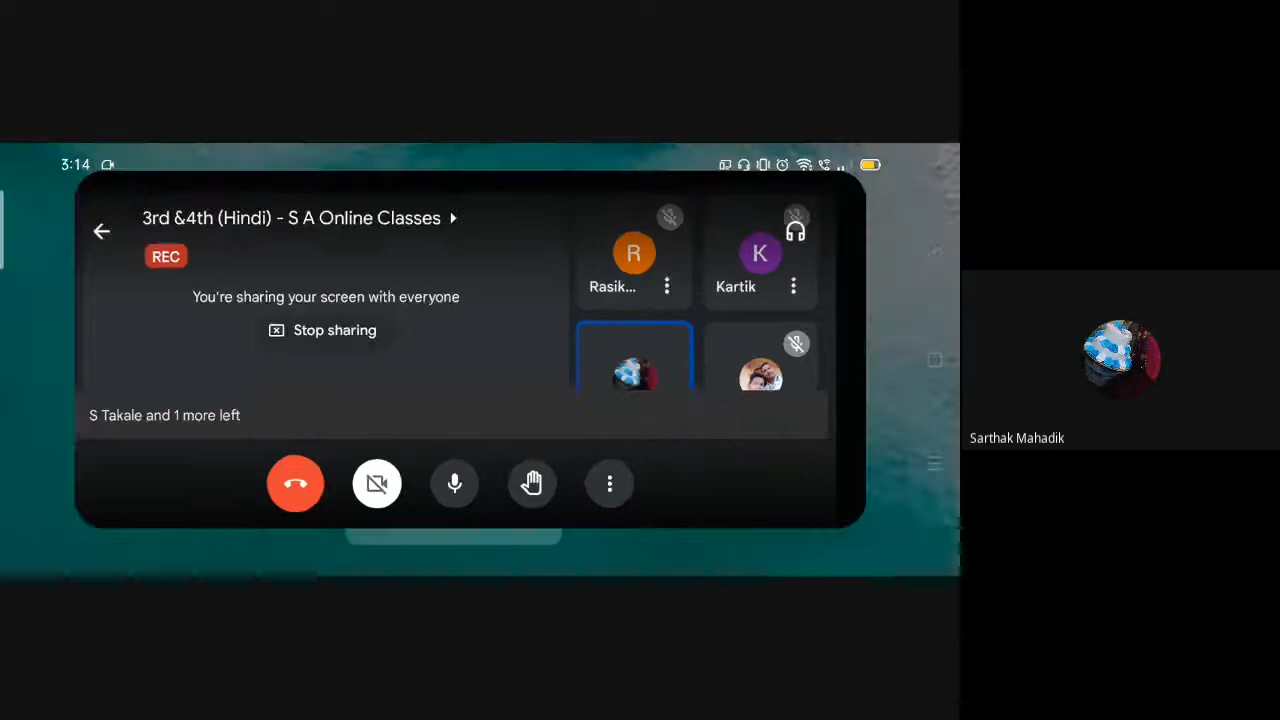 3:14
3rd &4th (Hindi) - S A Online Classes
REC
You're sharing your screen with everyone
Stop sharing
R
Rasik...
K
Kartik
S Takale and 1 more left
Sarthak Mahadik